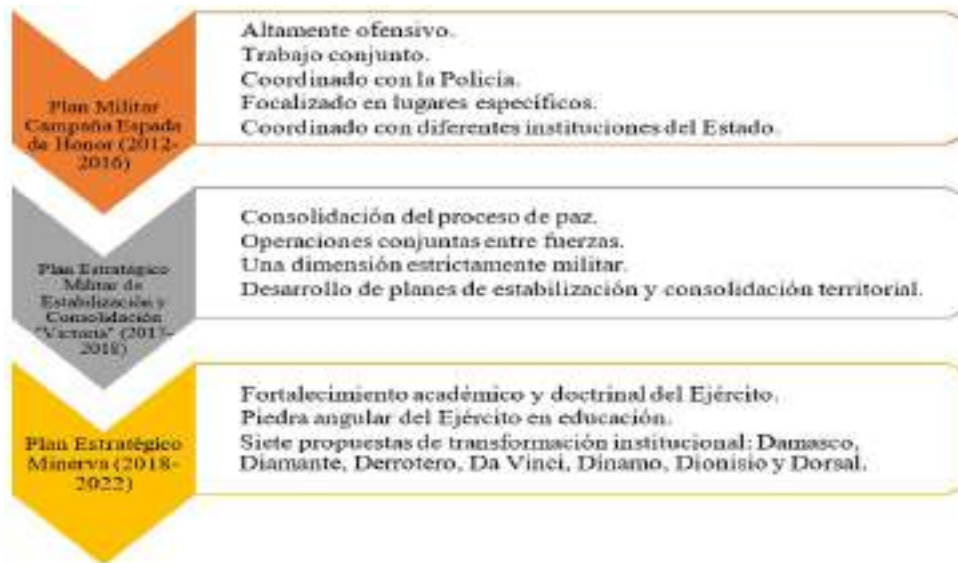 Plan Militar
Campaña Espada
de Honor (2012-
2016)
Altamente ofensivo.
Trabajo conjunto.
Coordinado con la Policía.
Focalizado en lugares específicos.
Coordinado con diferentes instituciones del Estado.
Plan Estratégico
Militar de
Estabilización y
Consolidación
"Victoria" (2017-
2018)
Consolidación del proceso de paz.
Operaciones conjuntas entre fuerzas.
Una dimensión estrictamente militar.
Desarrollo de planes de estabilización y consolidación territorial.
Plan Estratégico
Minerva (2018-
2022)
Fortalecimiento académico y doctrinal del Ejército.
Piedra angular del Ejército en educación.
Siete propuestas de transformación institucional: Damasco,
Diamante, Derrotero, Da Vinci, Dínamo, Dionisio y Dorsal.